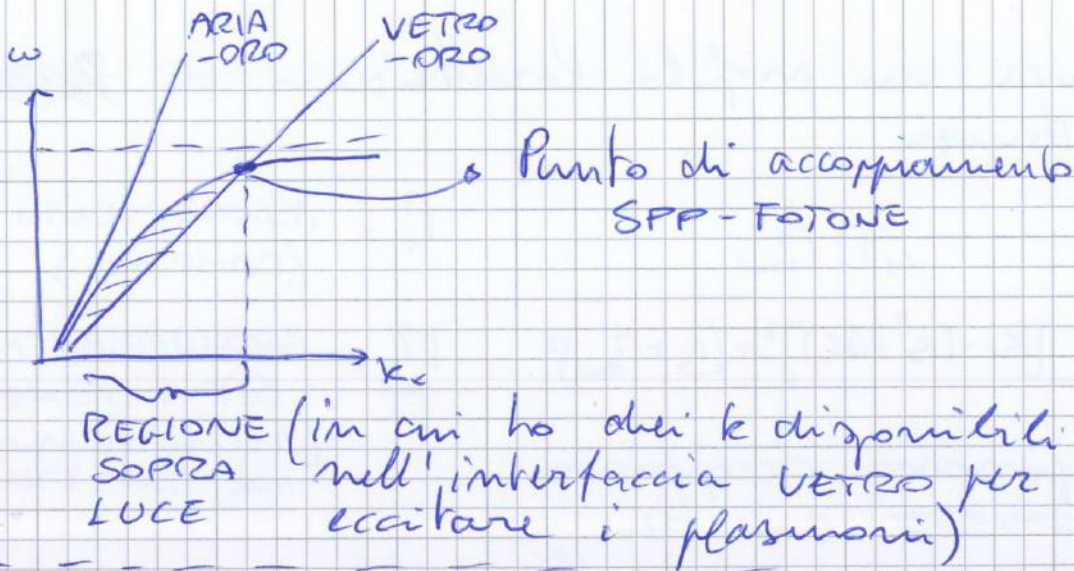 ω
ARIA
-ORO
VETRO
-ORO
Punto di accoppiamento
SPP-FOTONE
kₓ
REGIONE (in cui ho dei k disponibili
SOPRA nell'interfaccia VETRO per
LUCE eccitare i plasmoni)